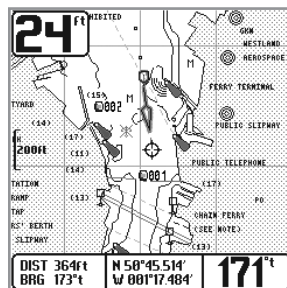 24 ft
HIBITED
GKN
WESTLAND
AEROSPACE
M
M
(15)
002
FERRY TERMINAL
TYARD
(14)
(17)
PUBLIC SLIPWAY
200ft
(11)
(14)
PUBLIC TELEPHONE
001
TATION
(17)
RAMP
(13)
PO
TAP
CHAIN FERRY
RS' BERTH
(SEE NOTE)
SLIPWAY
(13)
DIST 364ft
BRG 173°t
N 50°45.514'
W 001°17.484'
171°t